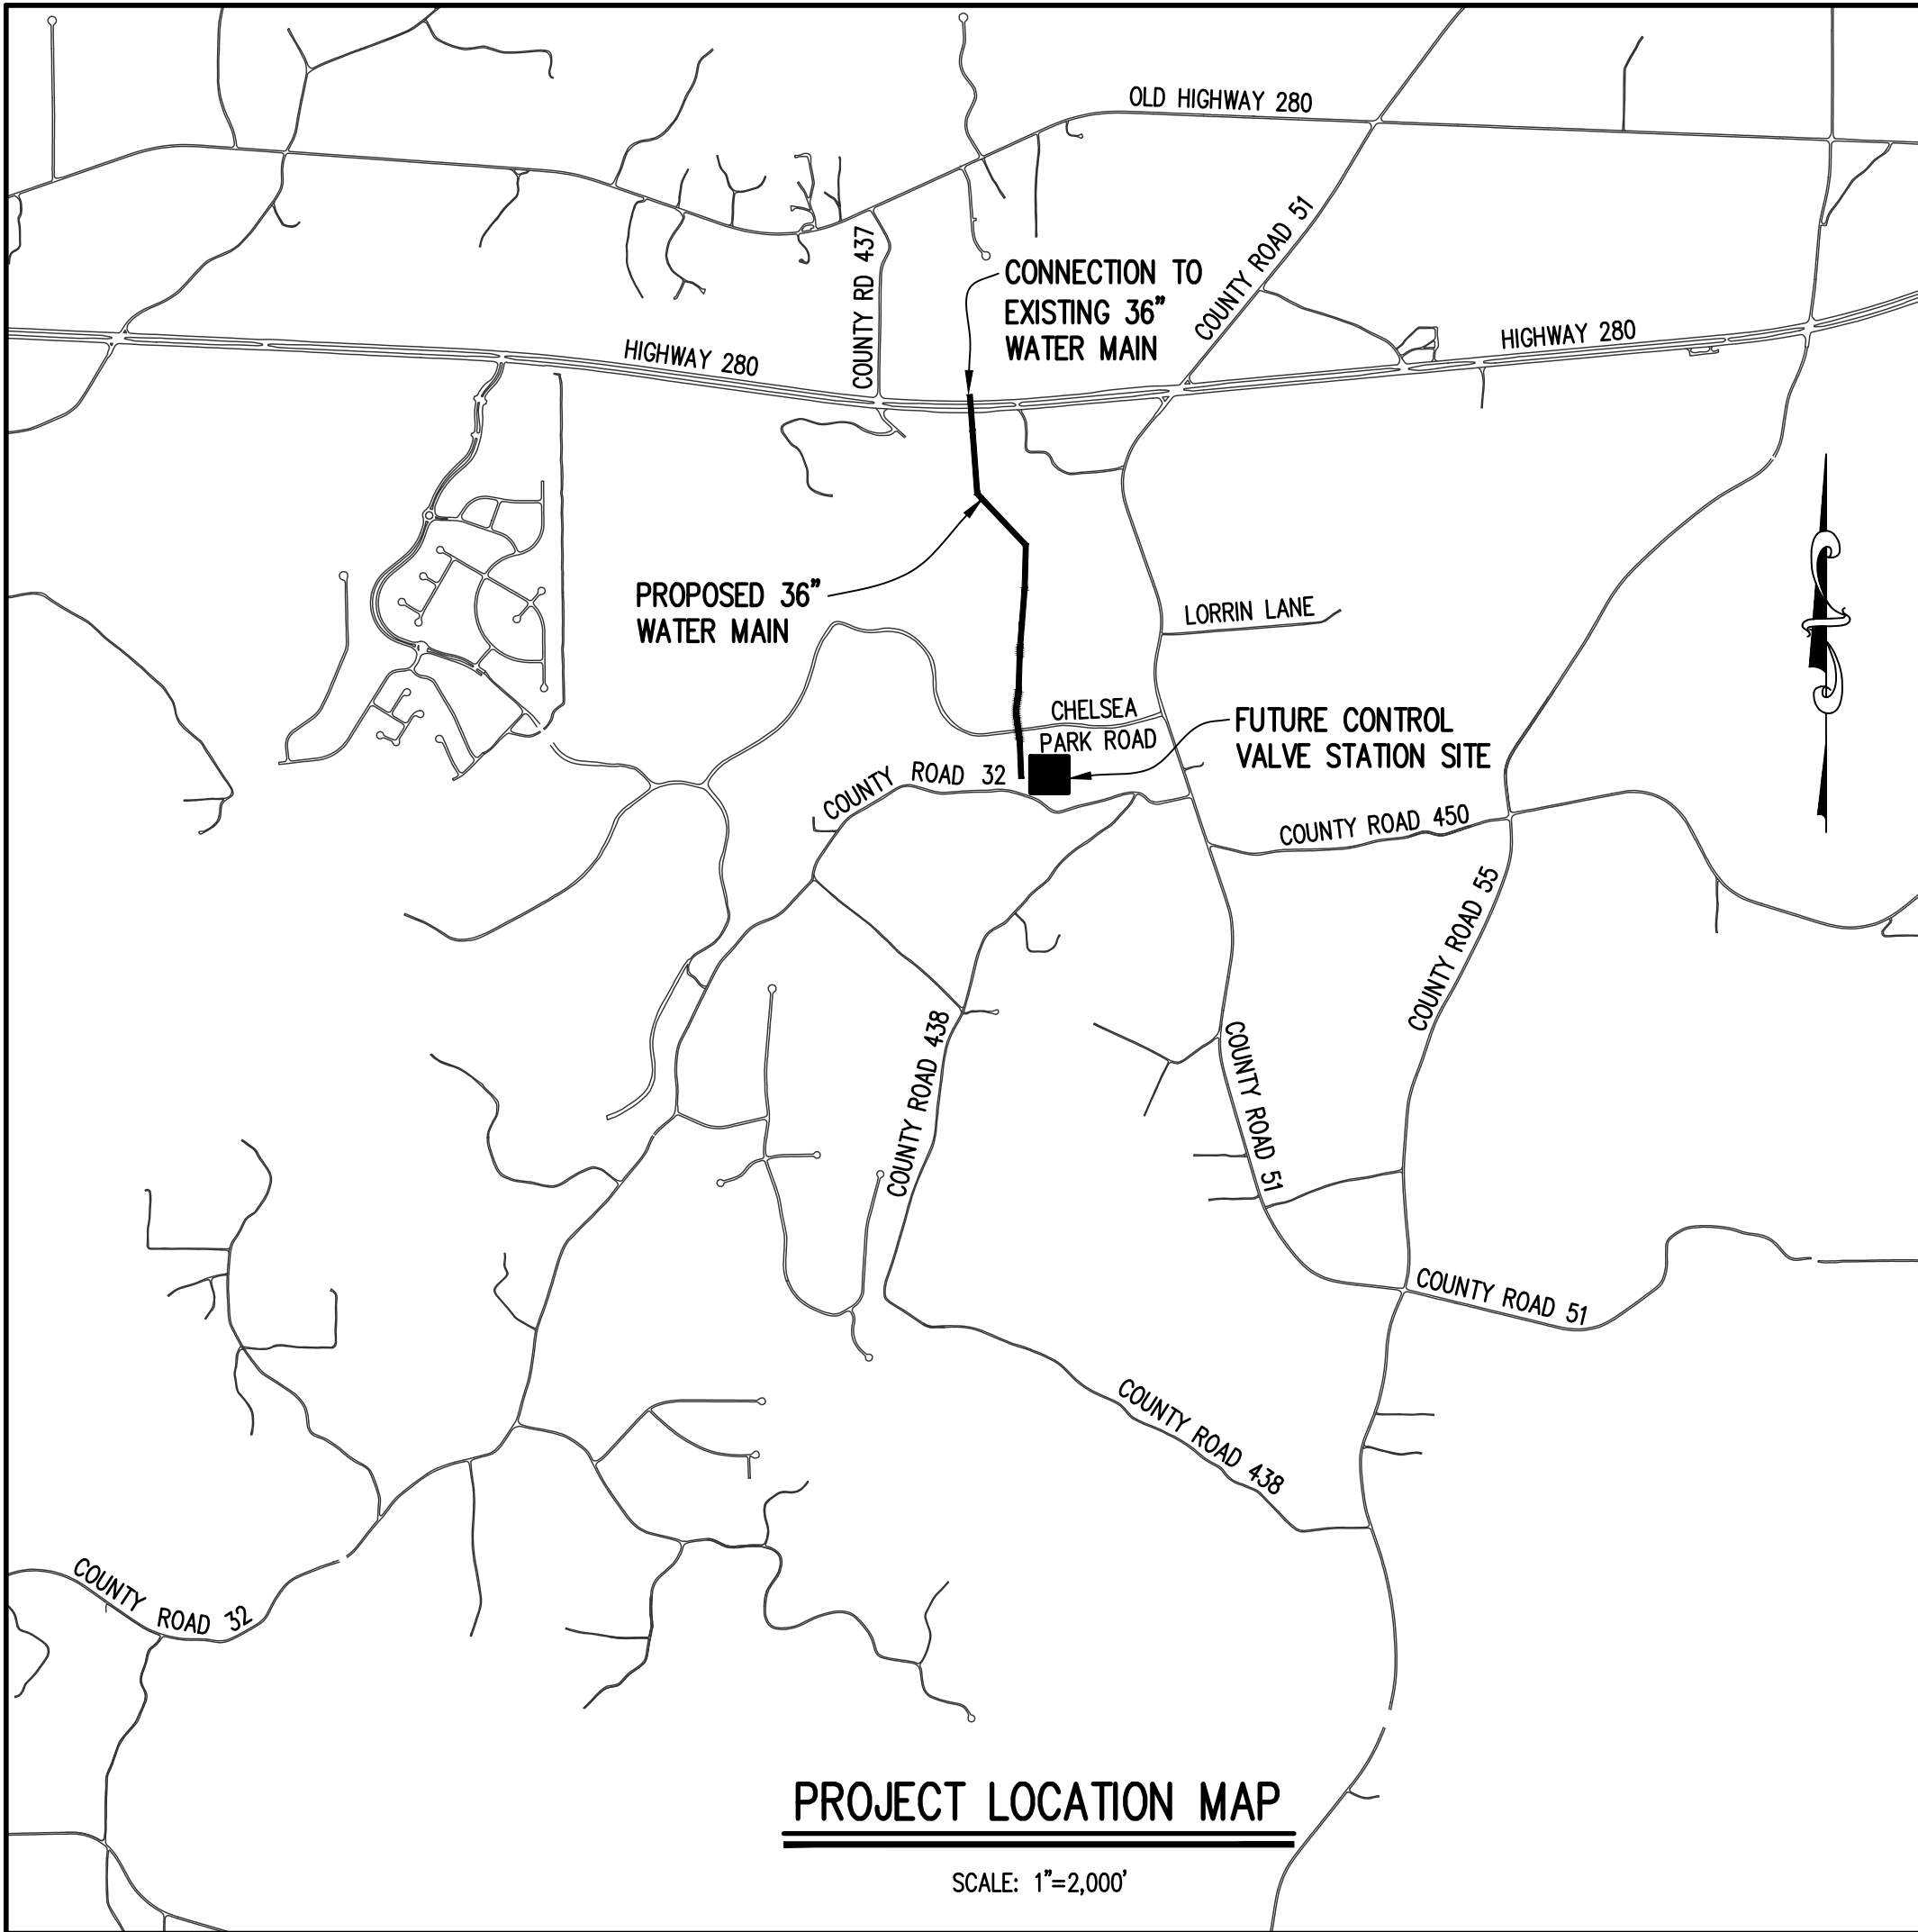 OLD HIGHWAY 280
COUNTY ROAD 51
COUNTY RD 437
CONNECTION TO
EXISTING 36"
WATER MAIN
HIGHWAY 280
HIGHWAY 280
PROPOSED 36"
WATER MAIN
LORRIN LANE
CHELSEA
PARK ROAD
FUTURE CONTROL
VALVE STATION SITE
COUNTY ROAD 32
COUNTY ROAD 450
COUNTY ROAD 55
COUNTY ROAD 438
COUNTY ROAD 51
COUNTY ROAD 51
COUNTY ROAD 438
COUNTY ROAD 32
PROJECT LOCATION MAP
SCALE: 1"=2,000'